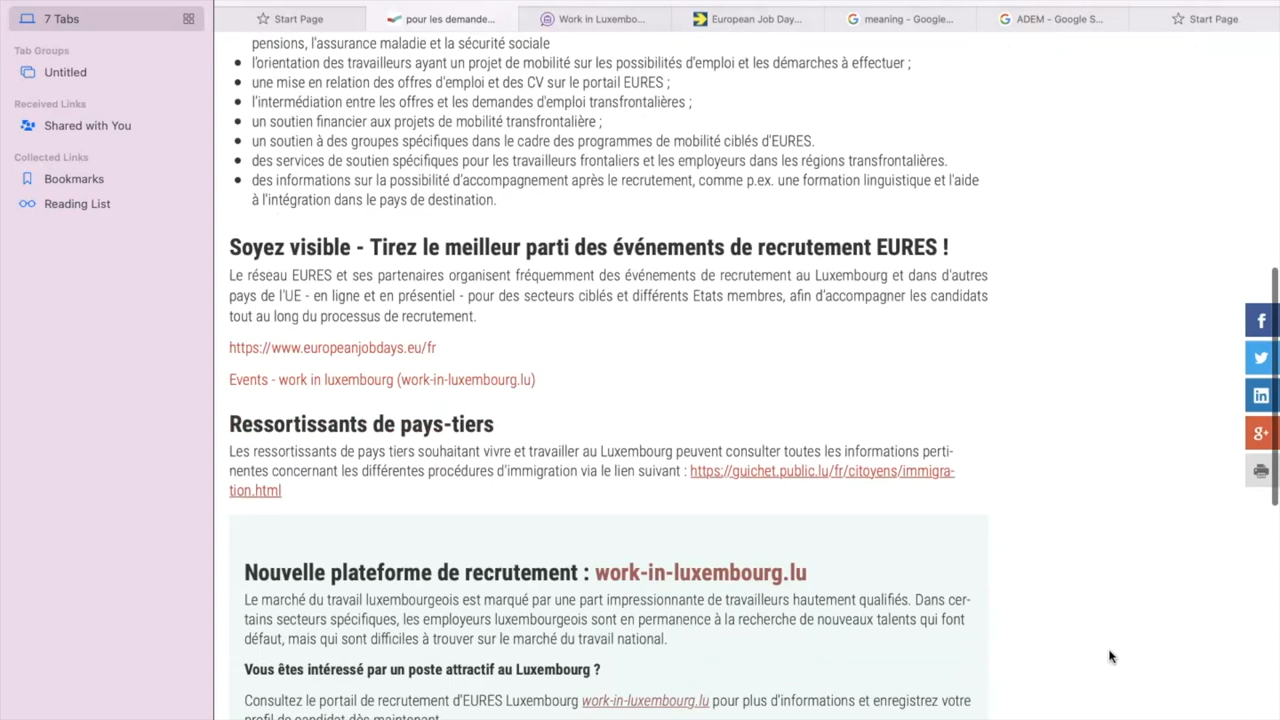 7 Tabs
Tab Groups
Untitled
Received Links
Shared with You
Collected Links
Bookmarks
Reading List
Start Page
pour les demande...
Work in Luxembo...
European Job Day...
meaning - Google...
ADEM - Google S...
Start Page
pensions, l'assurance maladie et la sécurité sociale
l'orientation des travailleurs ayant un projet de mobilité sur les possibilités d'emploi et les démarches à effectuer ;
une mise en relation des offres d'emploi et des CV sur le portail EURES ;
l'intermédiation entre les offres et les demandes d'emploi transfrontalières ;
un soutien financier aux projets de mobilité transfrontalière ;
un soutien à des groupes spécifiques dans le cadre des programmes de mobilité ciblés d'EURES.
des services de soutien spécifiques pour les travailleurs frontaliers et les employeurs dans les régions transfrontalières.
des informations sur la possibilité d'accompagnement après le recrutement, comme p.ex. une formation linguistique et l'aide
à l'intégration dans le pays de destination.
Soyez visible - Tirez le meilleur parti des événements de recrutement EURES !
Le réseau EURES et ses partenaires organisent fréquemment des événements de recrutement au Luxembourg et dans d'autres
pays de l'UE - en ligne et en présentiel - pour des secteurs ciblés et différents Etats membres, afin d'accompagner les candidats
tout au long du processus de recrutement.
https://www.europeanjobdays.eu/fr
Events - work in luxembourg (work-in-luxembourg.lu)
Ressortissants de pays-tiers
Les ressortissants de pays tiers souhaitant vivre et travailler au Luxembourg peuvent consulter toutes les informations perti-
nentes concernant les différentes procédures d'immigration via le lien suivant : https://guichet.public.lu/fr/citoyens/immigra-
tion.html
Nouvelle plateforme de recrutement : work-in-luxembourg.lu
Le marché du travail luxembourgeois est marqué par une part impressionnante de travailleurs hautement qualifiés. Dans cer-
tains secteurs spécifiques, les employeurs luxembourgeois sont en permanence à la recherche de nouveaux talents qui font
défaut, mais qui sont difficiles à trouver sur le marché du travail national.
Vous êtes intéressé par un poste attractif au Luxembourg ?
Consultez le portail de recrutement d'EURES Luxembourg work-in-luxembourg.lu pour plus d'informations et enregistrez votre
profil de candidat dès maintenant